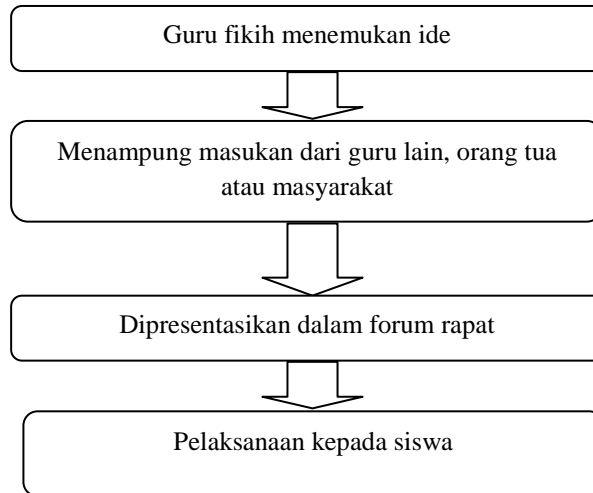 Guru fikih menemukan ide
Menampung masukan dari guru lain, orang tua
atau masyarakat
Dipresentasikan dalam forum rapat
Pelaksanaan kepada siswa